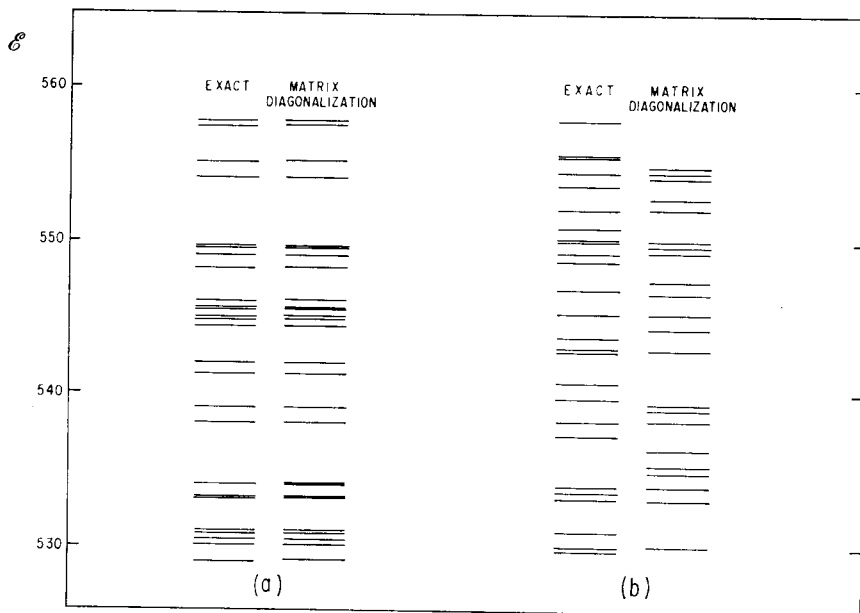 ℰ
560
EXACT
MATRIX
DIAGONALIZATION
EXACT
MATRIX
DIAGONALIZATION
550
540
530
(a)
(b)